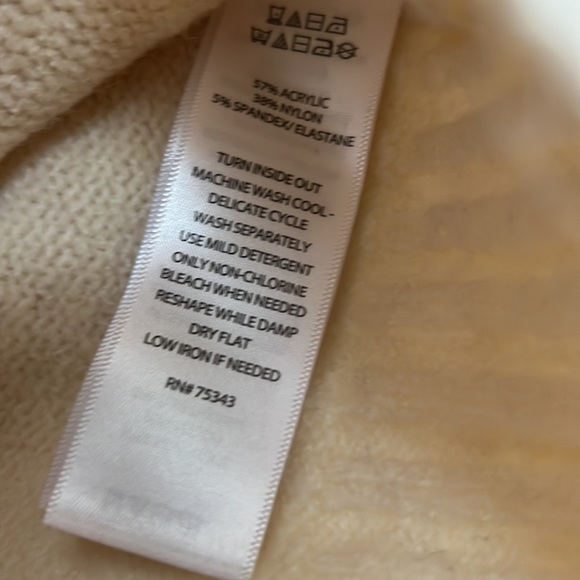 57% ACRYLIC
38% NYLON
5% SPANDEX/ELASTANE
TURN INSIDE OUT
MACHINE WASH COOL -
DELICATE CYCLE
WASH SEPARATELY
USE MILD DETERGENT
ONLY NON-CHLORINE
BLEACH WHEN NEEDED
RESHAPE WHILE DAMP
DRY FLAT
LOW IRON IF NEEDED
RN# 75343